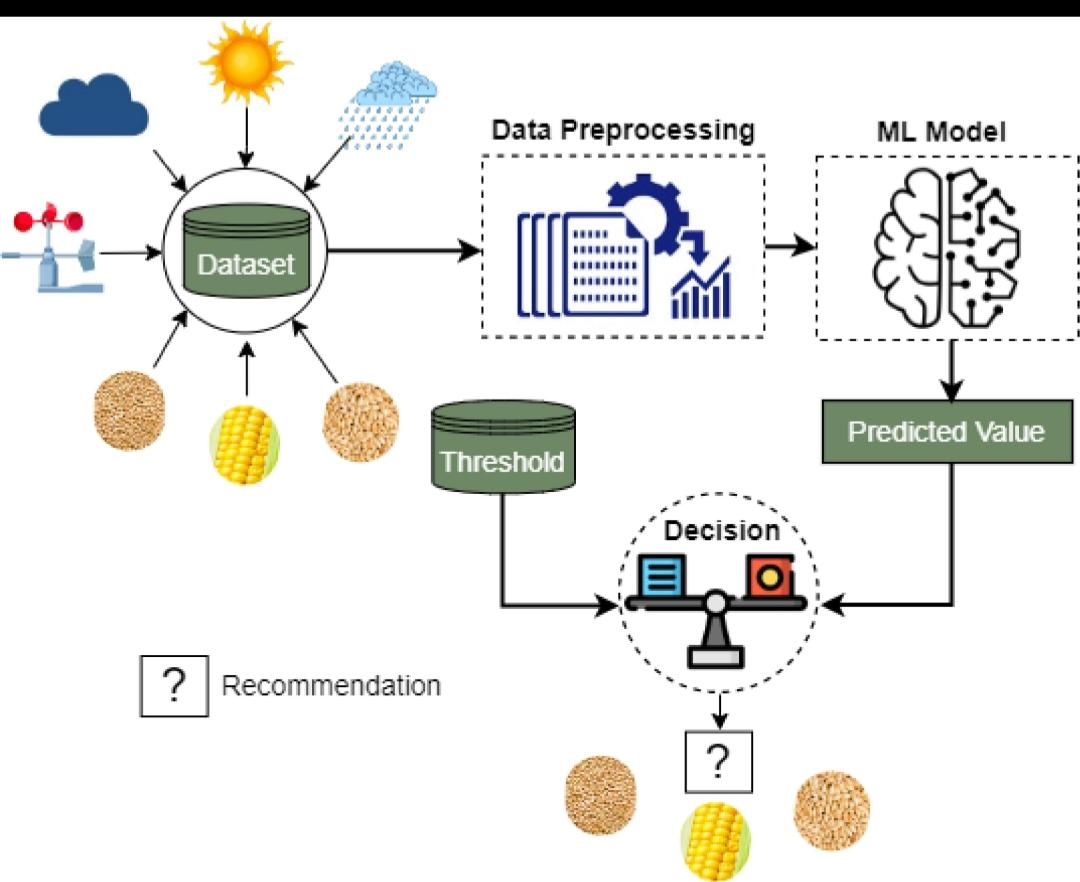 Data Preprocessing
ML Model
Dataset
Threshold
Predicted Value
Decision
? Recommendation
?